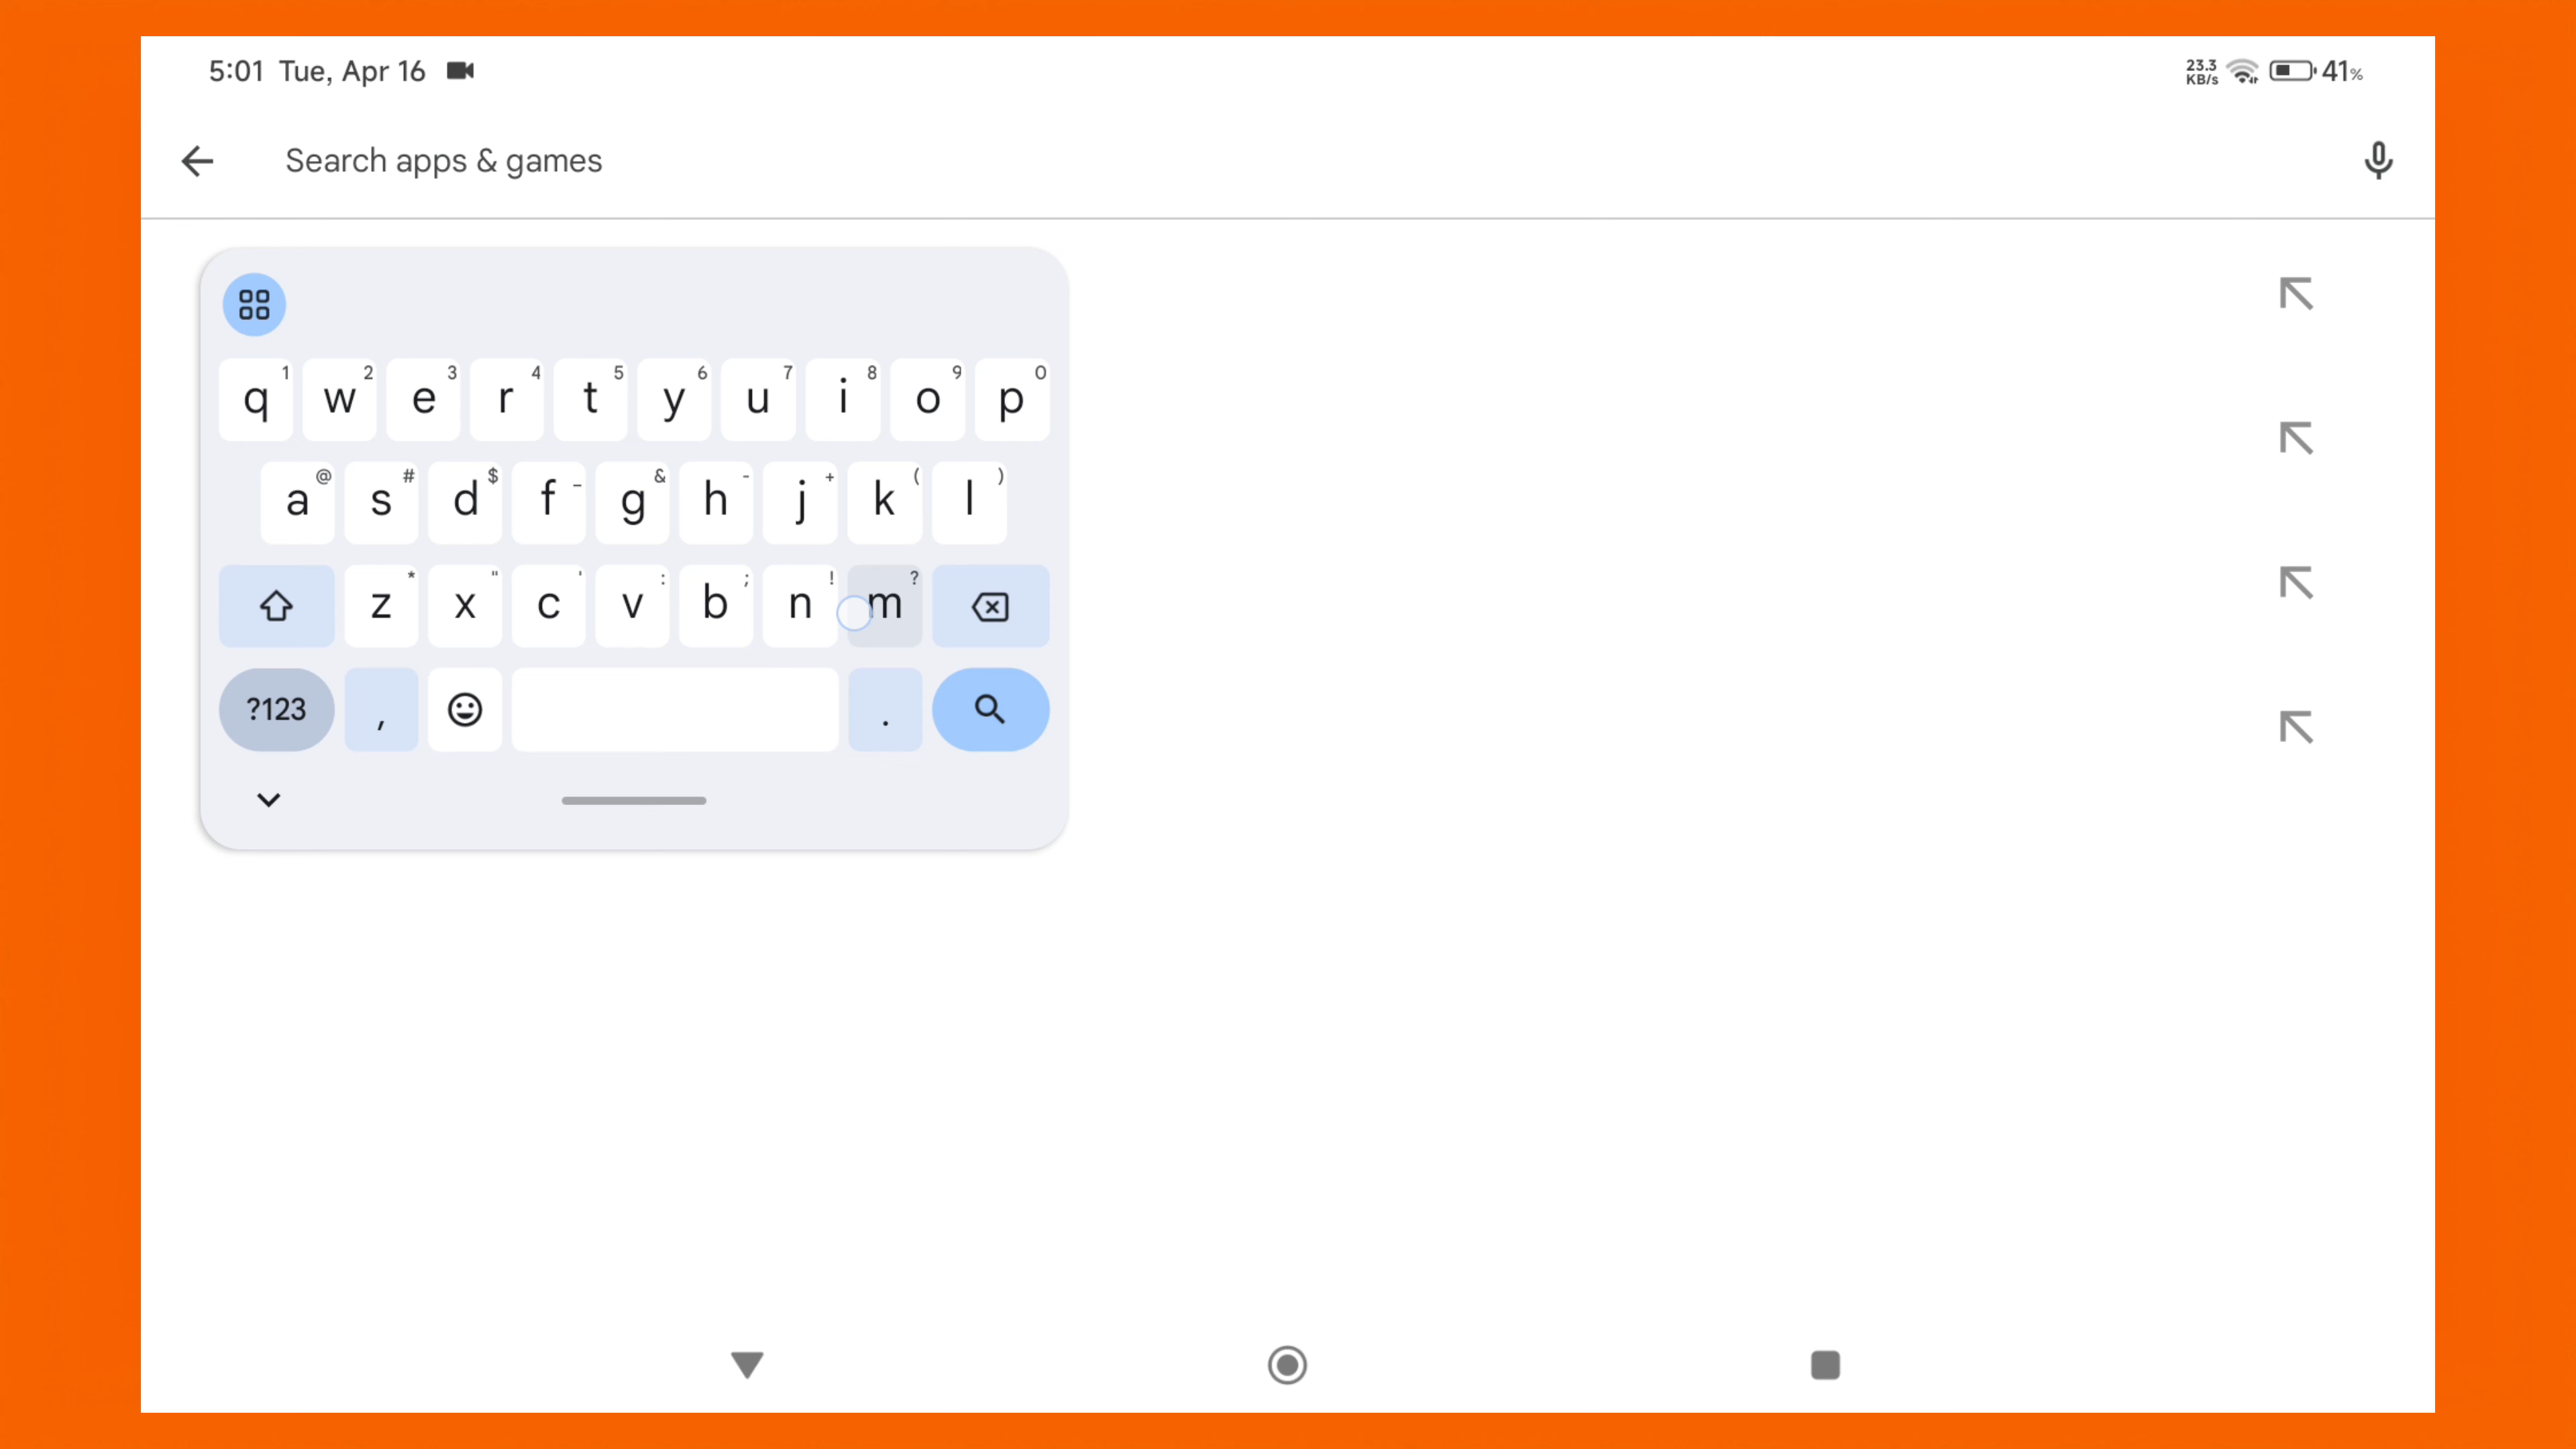 5:01 Tue, Apr 16
23.3 KB/s 41%
Search apps & games
q 1 w 2 e 3 r 4 t 5 y 6 u 7 i 8 o 9 p 0
a @ s # d $ f _ g & h - j + k ( l )
z * x " c ' v : b ; n ! m ?
?123 , .